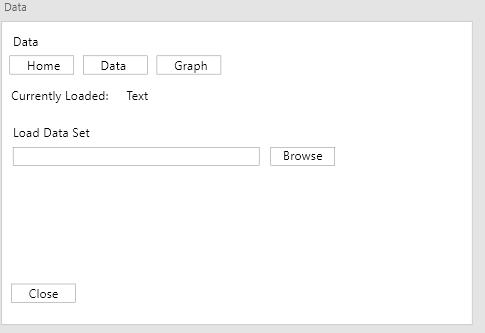 Data
Data
Home Data Graph
Currently Loaded: Text
Load Data Set
Browse
Close